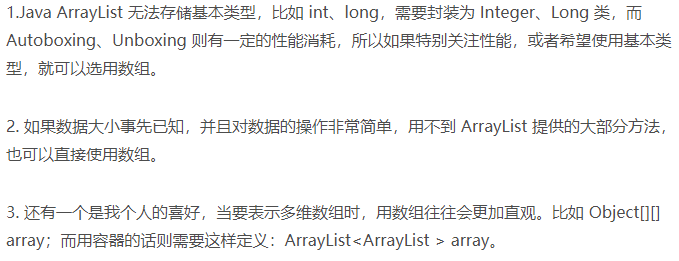 1.Java ArrayList 无法存储基本类型，比如 int、long，需要封装为 Integer、Long 类，而
Autoboxing、Unboxing 则有一定的性能消耗，所以如果特别关注性能，或者希望使用基本类
型，就可以选用数组。
2. 如果数据大小事先已知，并且对数据的操作非常简单，用不到 ArrayList 提供的大部分方法，
也可以直接使用数组。
3. 还有一个是我个人的喜好，当要表示多维数组时，用数组往往会更加直观。比如 Object[][]
array；而用容器的话则需要这样定义：ArrayList<ArrayList > array。